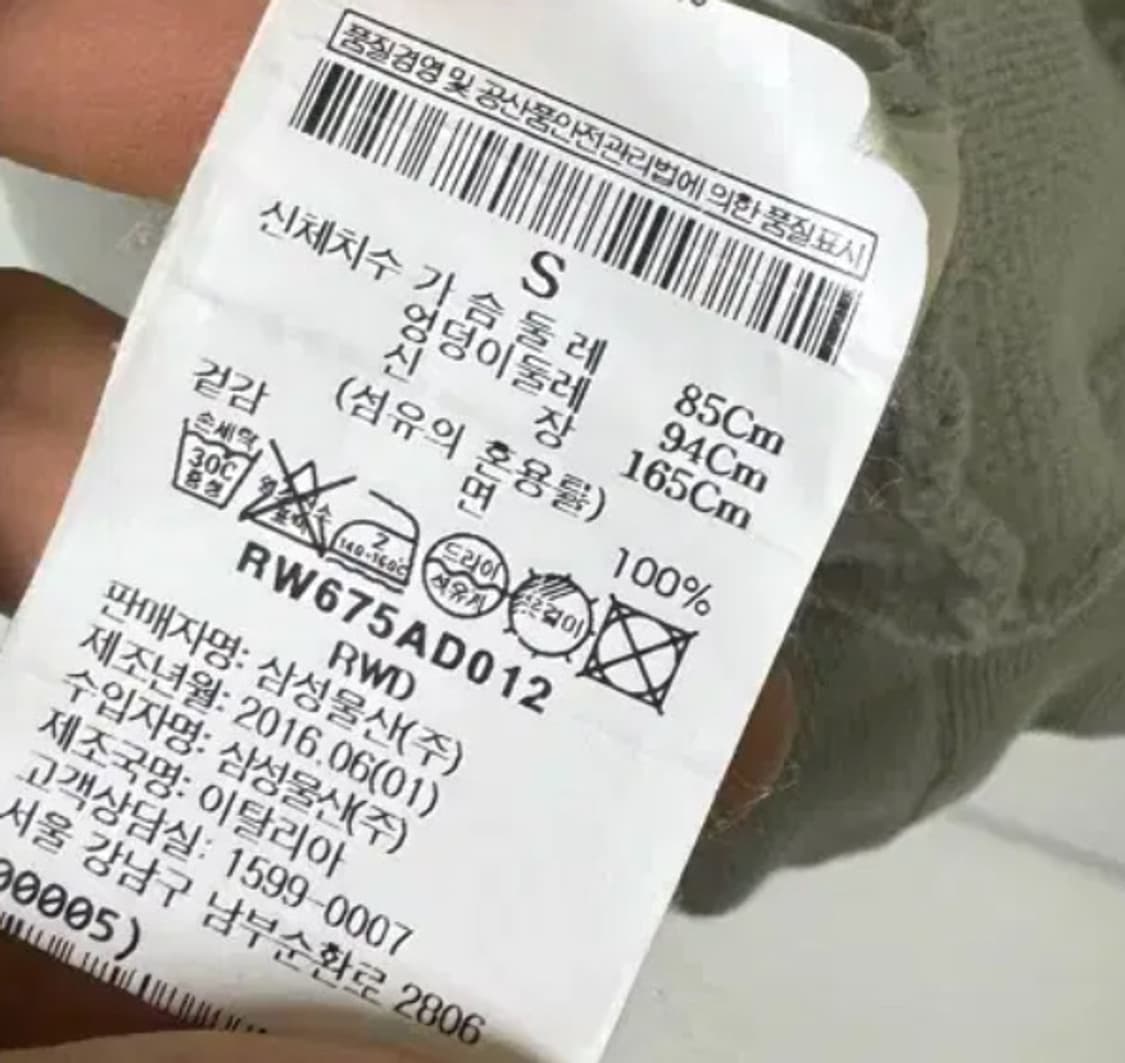 품질경영 및 공산품안전관리법에 의한 품질표시
S
신체치수 가슴둘레 85Cm
엉덩이둘레 94Cm
신장 165Cm
겉감 (섬유의 혼용률)
면 100%
손세탁 30C 중성
2 140~160C
드라이 석유계
옷걸이
RW675AD012
RWD
판매자명: 삼성물산(주)
제조년월: 2016.06(01)
수입자명: 삼성물산(주)
제조국명: 이탈리아
고객상담실: 1599-0007
서울 강남구 남부순환로 2806
00005)